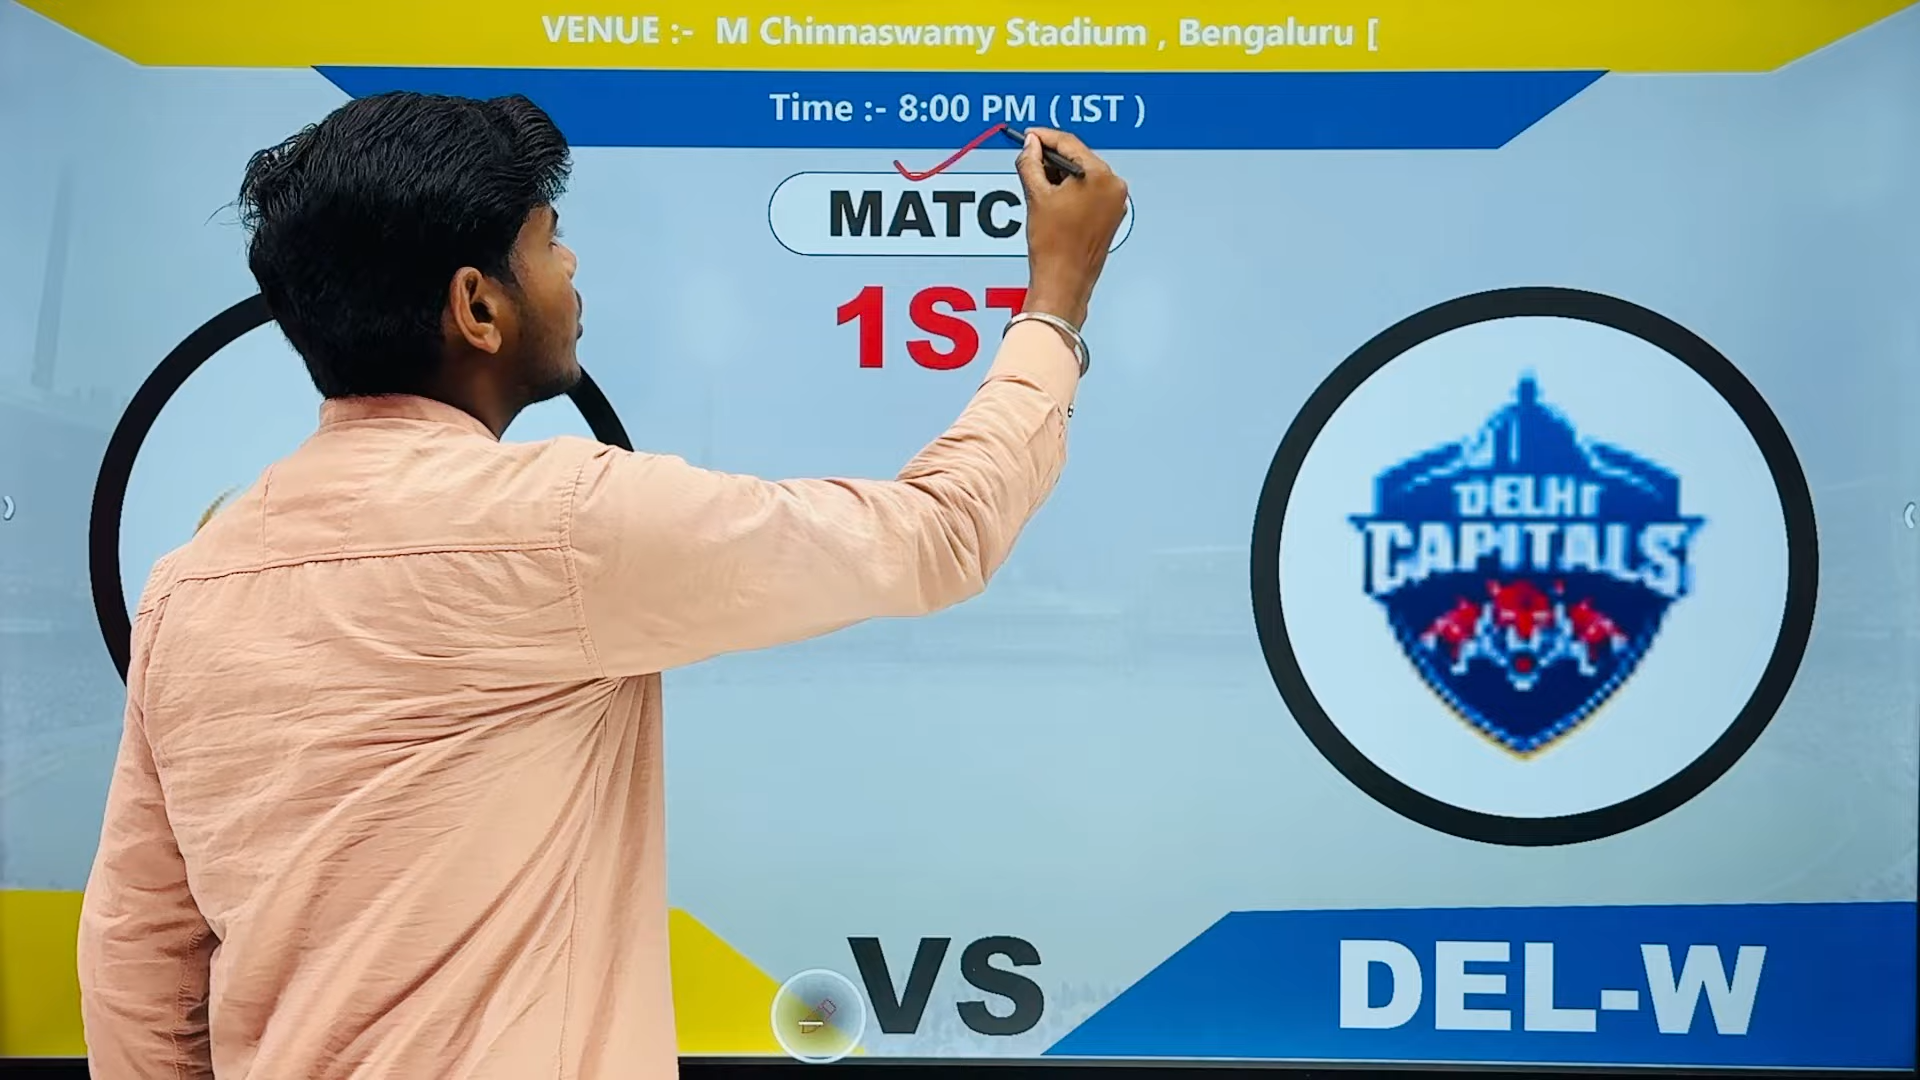 VENUE :- M Chinnaswamy Stadium , Bengaluru [
Time :- 8:00 PM ( IST )
MATC
1ST
DELHI
CAPITALS
VS
DEL-W